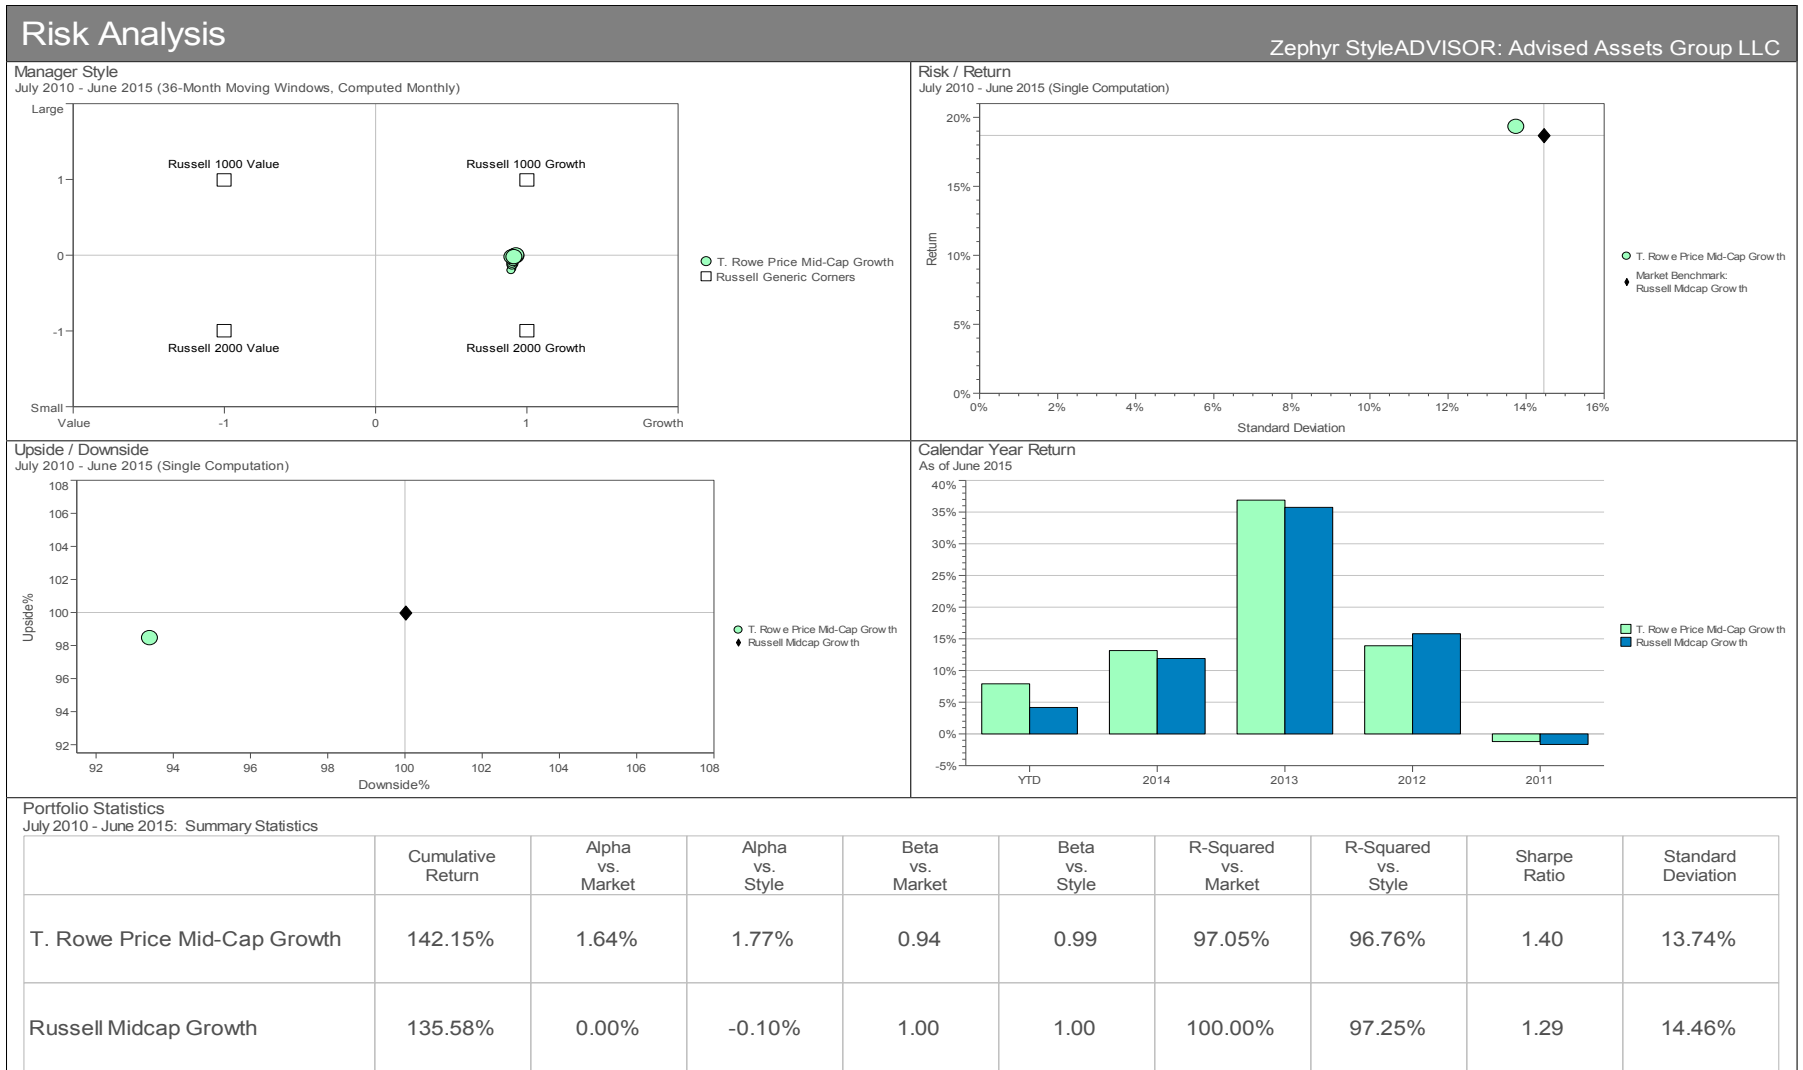 Risk Analysis
Zephyr StyleADVISOR: Advised Assets Group LLC
Manager Style
July 2010 - June 2015 (36-Month Moving Windows, Computed Monthly)
Large
1
0
-1
Small
Russell 1000 Value
Russell 1000 Growth
Russell 2000 Value
Russell 2000 Growth
Value
-1
0
1
Growth
T. Rowe Price Mid-Cap Growth
Russell Generic Corners
Risk / Return
July 2010 - June 2015 (Single Computation)
Return
20%
15%
10%
5%
0%
0%
2%
4%
6%
8%
10%
12%
14%
16%
Standard Deviation
T. Rowe Price Mid-Cap Growth
Market Benchmark:
Russell Midcap Growth
Upside / Downside
July 2010 - June 2015 (Single Computation)
Upside%
108
106
104
102
100
98
96
94
92
92
94
96
98
100
102
104
106
108
Downside%
T. Rowe Price Mid-Cap Growth
Russell Midcap Growth
Calendar Year Return
As of June 2015
40%
35%
30%
25%
20%
15%
10%
5%
0%
-5%
YTD
2014
2013
2012
2011
T. Rowe Price Mid-Cap Growth
Russell Midcap Growth
Portfolio Statistics
July 2010 - June 2015: Summary Statistics
Cumulative
Return
Alpha
vs.
Market
Alpha
vs.
Style
Beta
vs.
Market
Beta
vs.
Style
R-Squared
vs.
Market
R-Squared
vs.
Style
Sharpe
Ratio
Standard
Deviation
T. Rowe Price Mid-Cap Growth 142.15% 1.64% 1.77% 0.94 0.99 97.05% 96.76% 1.40 13.74%
Russell Midcap Growth 135.58% 0.00% -0.10% 1.00 1.00 100.00% 97.25% 1.29 14.46%